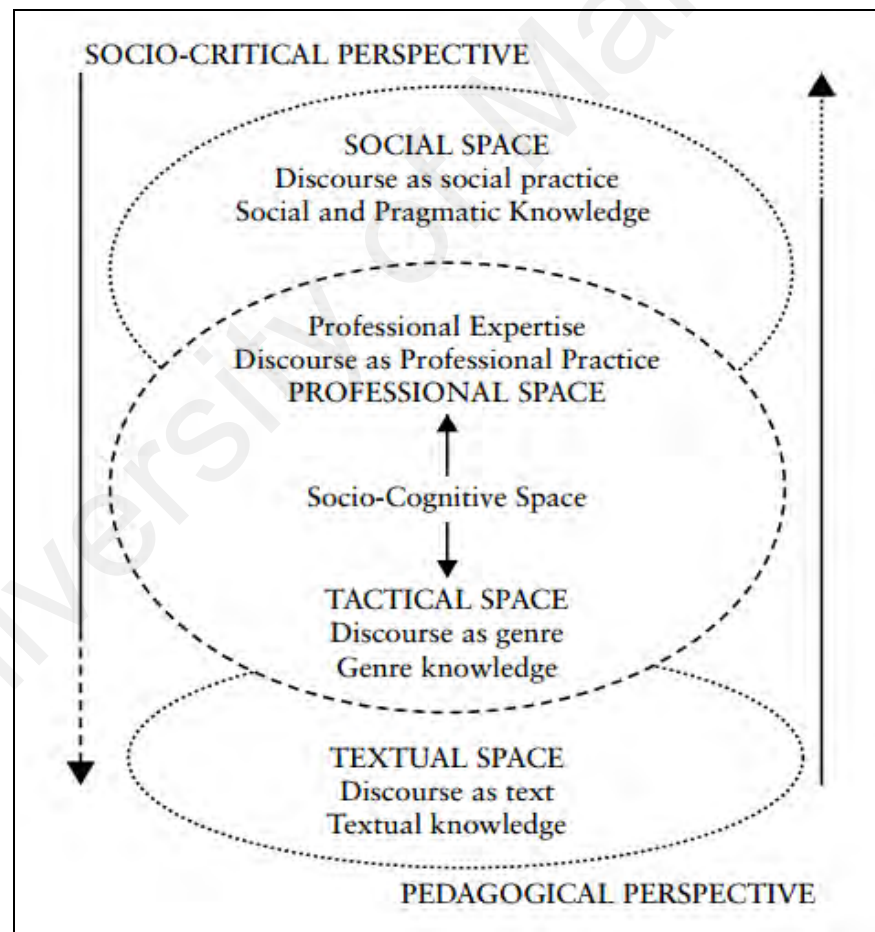 SOCIO-CRITICAL PERSPECTIVE
SOCIAL SPACE
Discourse as social practice
Social and Pragmatic Knowledge
Professional Expertise
Discourse as Professional Practice
PROFESSIONAL SPACE
Socio-Cognitive Space
TACTICAL SPACE
Discourse as genre
Genre knowledge
TEXTUAL SPACE
Discourse as text
Textual knowledge
PEDAGOGICAL PERSPECTIVE